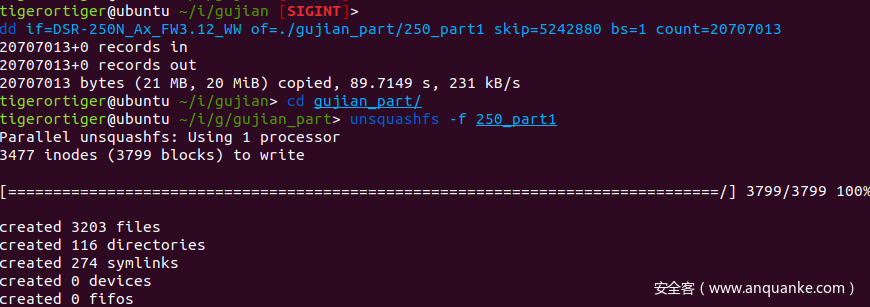 tigerortiger@ubuntu ~/i/gujian [SIGINT]>
dd if=DSR-250N_Ax_FW3.12_WW of=./gujian_part/250_part1 skip=5242880 bs=1 count=20707013
20707013+0 records in
20707013+0 records out
20707013 bytes (21 MB, 20 MiB) copied, 89.7149 s, 231 kB/s
tigerortiger@ubuntu ~/i/gujian> cd gujian_part/
tigerortiger@ubuntu ~/i/g/gujian_part> unsquashfs -f 250_part1
Parallel unsquashfs: Using 1 processor
3477 inodes (3799 blocks) to write
[===============================================================================/] 3799/3799 100%
created 3203 files
created 116 directories
created 274 symlinks
created 0 devices
created 0 fifos
安全客（www.anquanke.com）